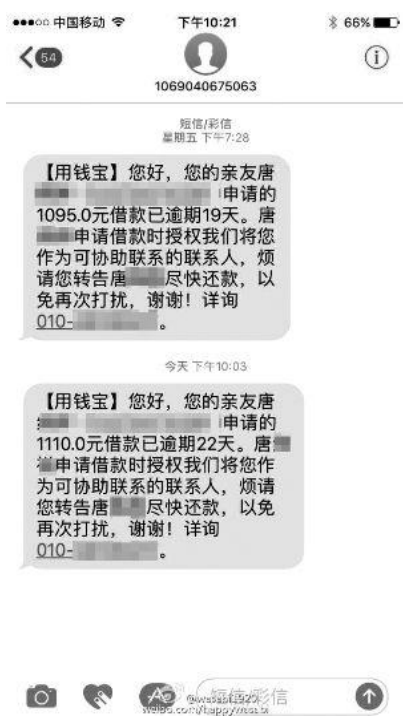 中国移动 下午10:21 66%
54
1069040675063
短信/彩信
星期五 下午7:28
【用钱宝】您好，您的亲友唐
申请的
1095.0元借款已逾期19天。唐
申请借款时授权我们将您
作为可协助联系的联系人，烦
请您转告唐 尽快还款，以
免再次打扰，谢谢！详询
010- 。
今天 下午10:03
【用钱宝】您好，您的亲友唐
申请的
1110.0元借款已逾期22天。唐
申请借款时授权我们将您作
为可协助联系的联系人，烦请
您转告唐 尽快还款，以免
再次打扰，谢谢！详询
010- 。
短信/彩信